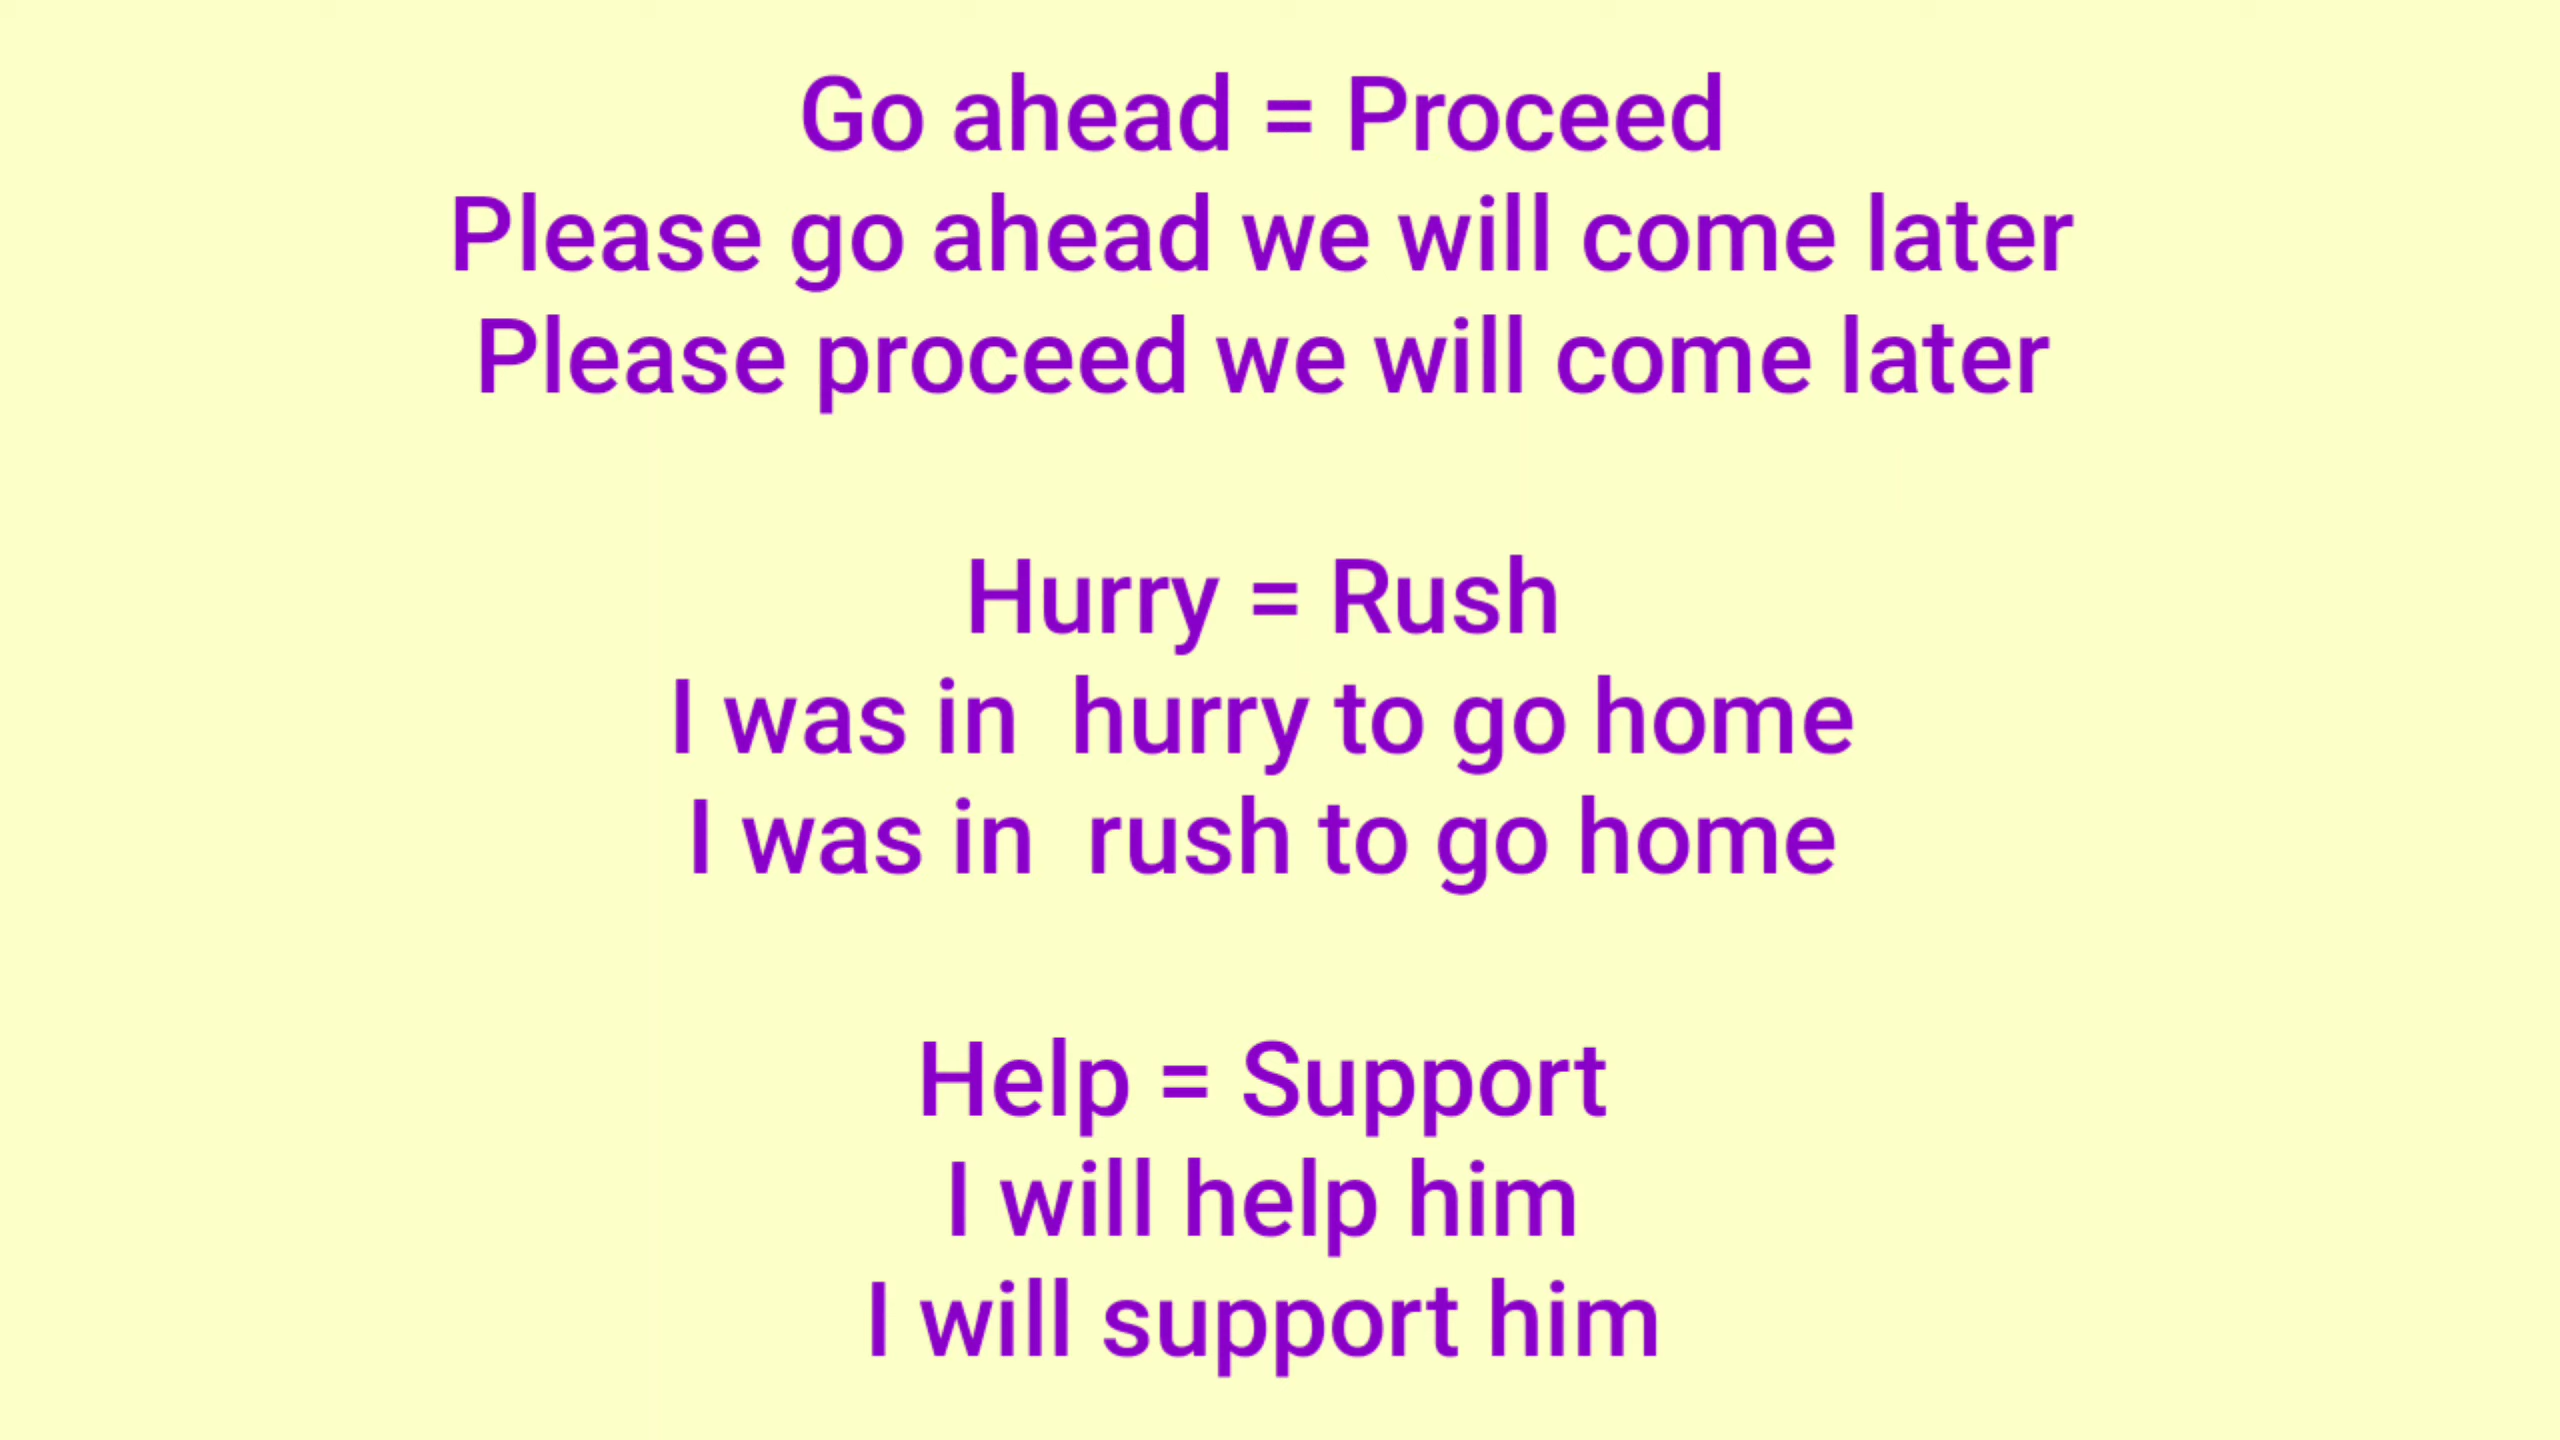 Go ahead = Proceed
Please go ahead we will come later
Please proceed we will come later
Hurry = Rush
I was in  hurry to go home
I was in  rush to go home
Help = Support
I will help him
I will support him